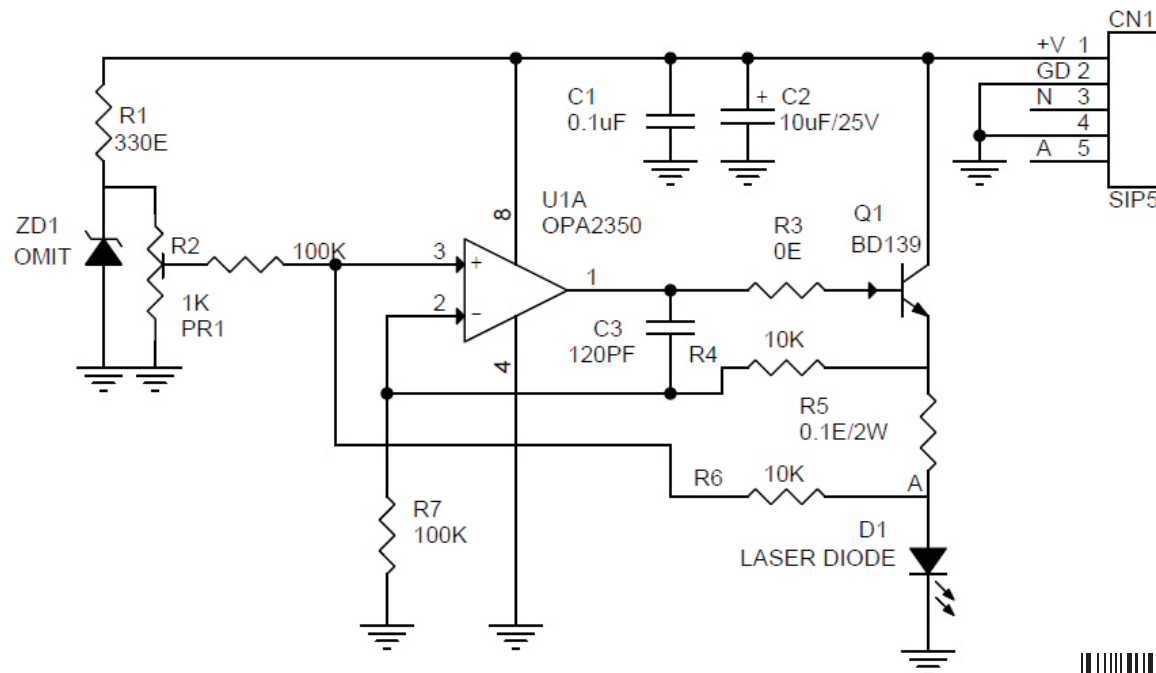 CN1
+V 1
GD 2
N 3
4
A 5
SIP5
R1
330E
C1
0.1uF
+ C2
10uF/25V
ZD1
OMIT
R2
100K
1K
PR1
U1A
OPA2350
8
3 +
2 −
1
4
R3
0E
Q1
BD139
C3
120PF
R4
10K
R5
0.1E/2W
R6
10K
A
R7
100K
D1
LASER DIODE